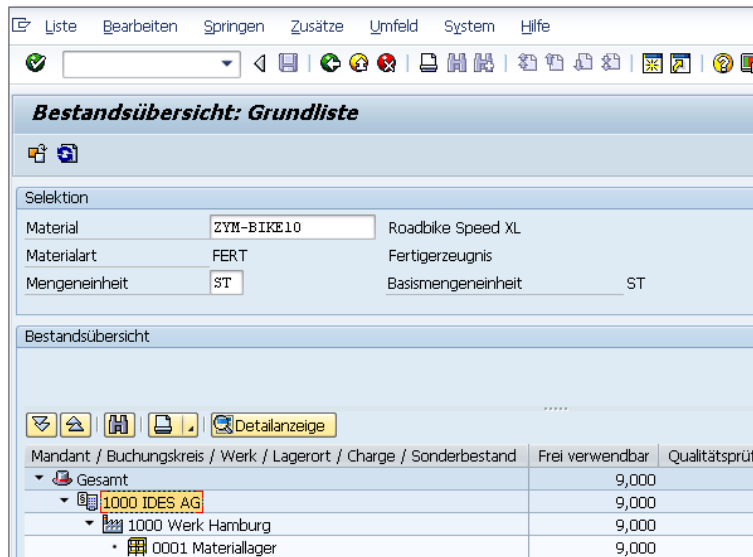 Liste Bearbeiten Springen Zusätze Umfeld System Hilfe
Bestandsübersicht: Grundliste
Selektion
Material ZYM-BIKE10 Roadbike Speed XL
Materialart FERT Fertigerzeugnis
Mengeneinheit ST Basismengeneinheit ST
Bestandsübersicht
Detailanzeige
Mandant / Buchungskreis / Werk / Lagerort / Charge / Sonderbestand Frei verwendbar Qualitätsprüf
Gesamt 9,000
1000 IDES AG 9,000
1000 Werk Hamburg 9,000
0001 Materiallager 9,000